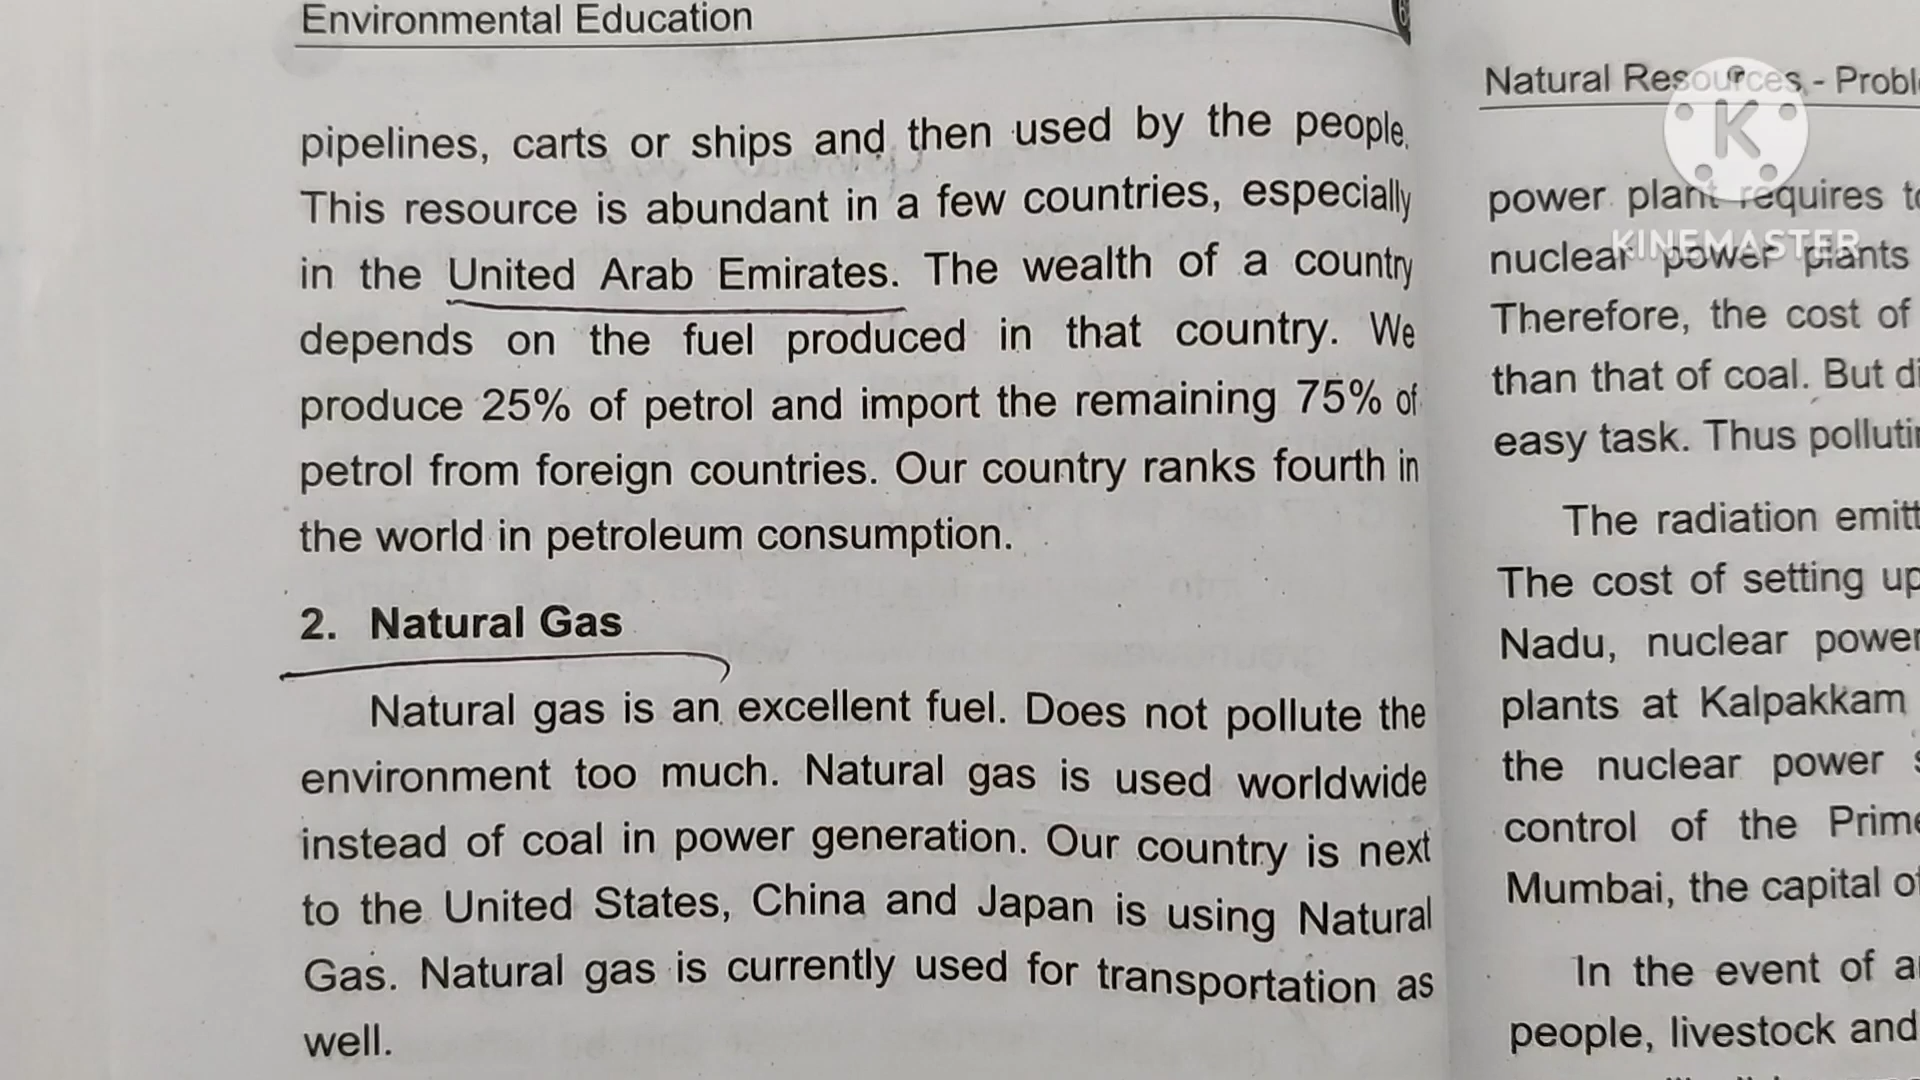 Environmental Education
pipelines, carts or ships and then used by the people.
This resource is abundant in a few countries, especially
in the United Arab Emirates. The wealth of a country
depends on the fuel produced in that country. We
produce 25% of petrol and import the remaining 75% of
petrol from foreign countries. Our country ranks fourth in
the world in petroleum consumption.
2. Natural Gas
Natural gas is an excellent fuel. Does not pollute the
environment too much. Natural gas is used worldwide
instead of coal in power generation. Our country is next
to the United States, China and Japan is using Natural
Gas. Natural gas is currently used for transportation as
well.
Natural Resources - Probl
K
KINEMASTER
power plant requires to
nuclear power plants
Therefore, the cost of
than that of coal. But di
easy task. Thus polluti
The radiation emitt
The cost of setting up
Nadu, nuclear power
plants at Kalpakkam
the nuclear power
control of the Prime
Mumbai, the capital of
In the event of a
people, livestock and